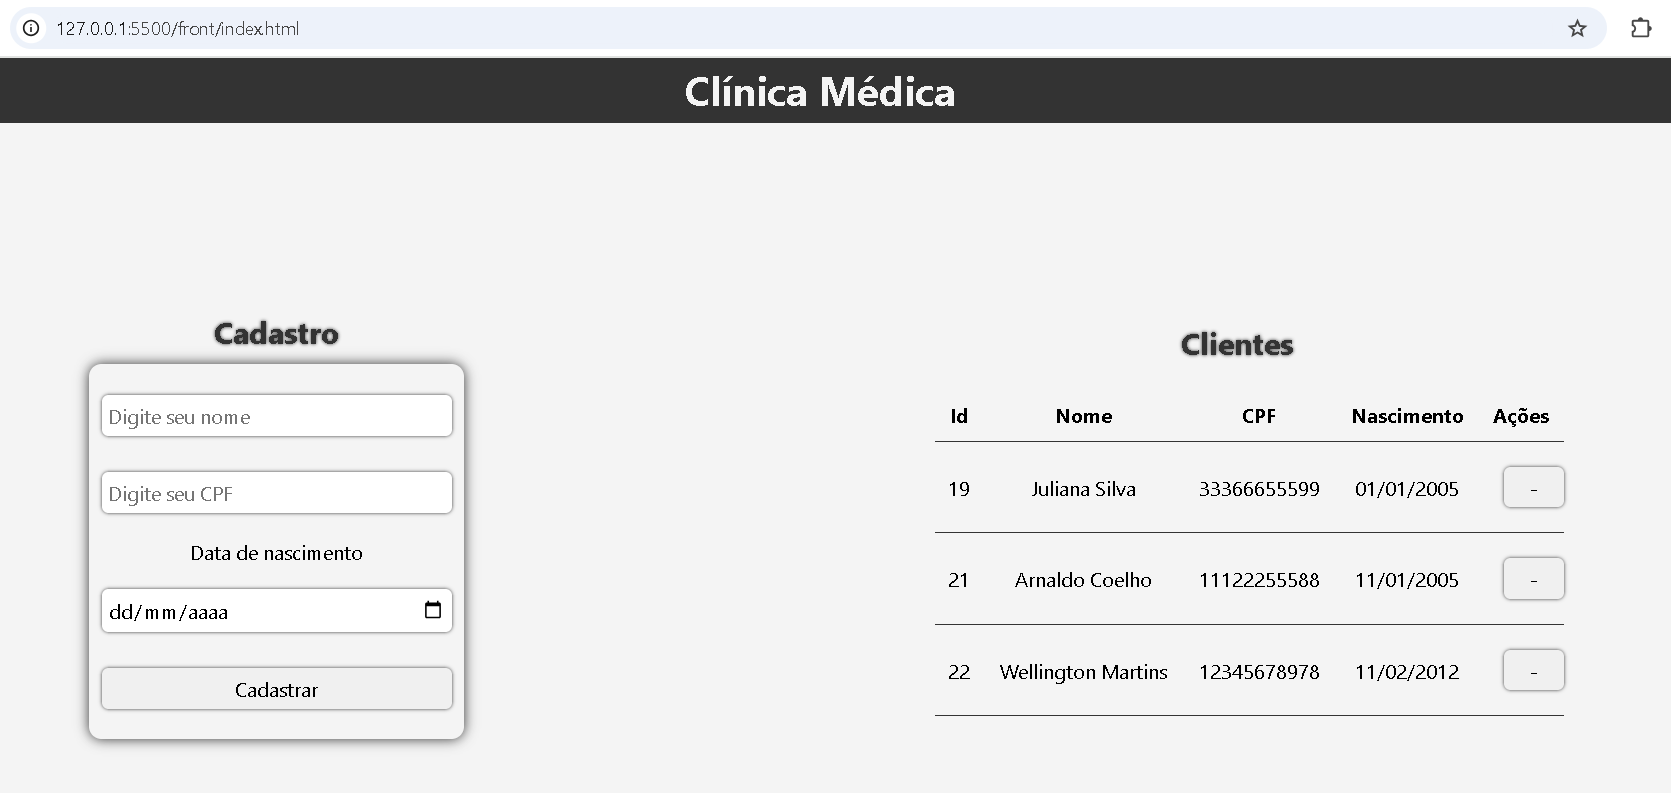 127.0.0.1:5500/front/index.html
Clínica Médica
Cadastro
Digite seu nome
Digite seu CPF
Data de nascimento
dd/mm/aaaa
Cadastrar
Clientes
Id Nome CPF Nascimento Ações
19 Juliana Silva 33366655599 01/01/2005 -
21 Arnaldo Coelho 11122255588 11/01/2005 -
22 Wellington Martins 12345678978 11/02/2012 -